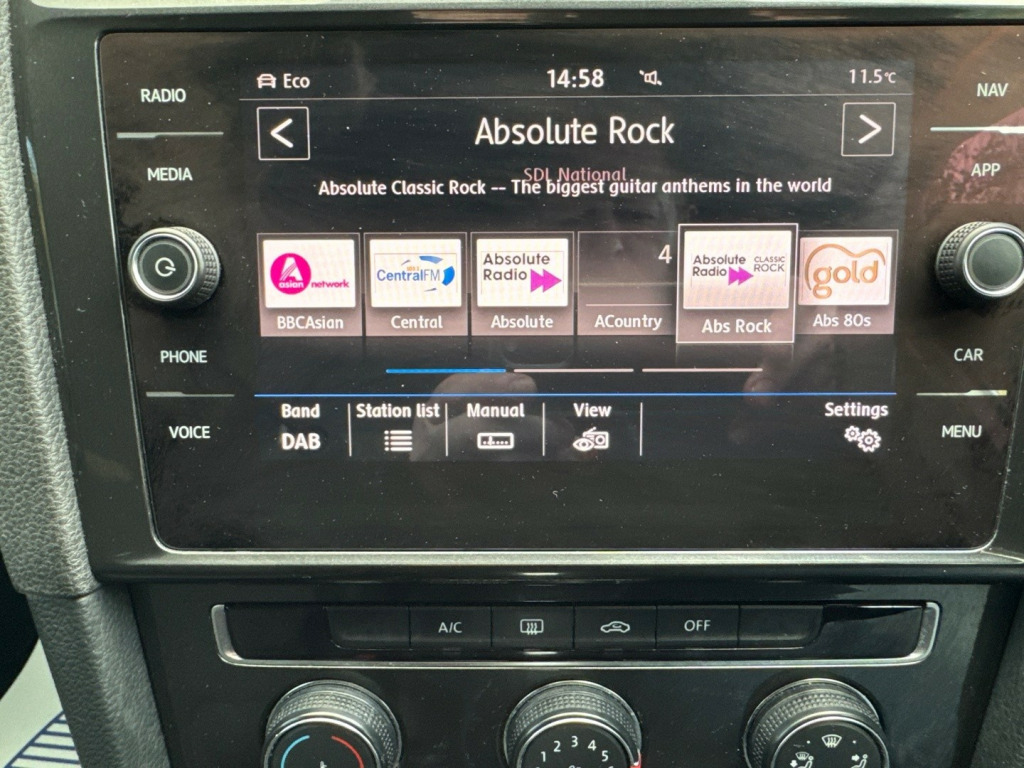 RADIO
MEDIA
PHONE
VOICE
Eco 14:58 11.5°C
< Absolute Rock >
SDL National
Absolute Classic Rock -- The biggest guitar anthems in the world
asian network
BBCAsian
CentralFM
Central
Absolute Radio
Absolute
4
ACountry
Absolute Radio CLASSIC ROCK
Abs Rock
gold
Abs 80s
Band
DAB
Station list
Manual
View
Settings
NAV
APP
CAR
MENU
A/C
OFF
1 2 3 4 5